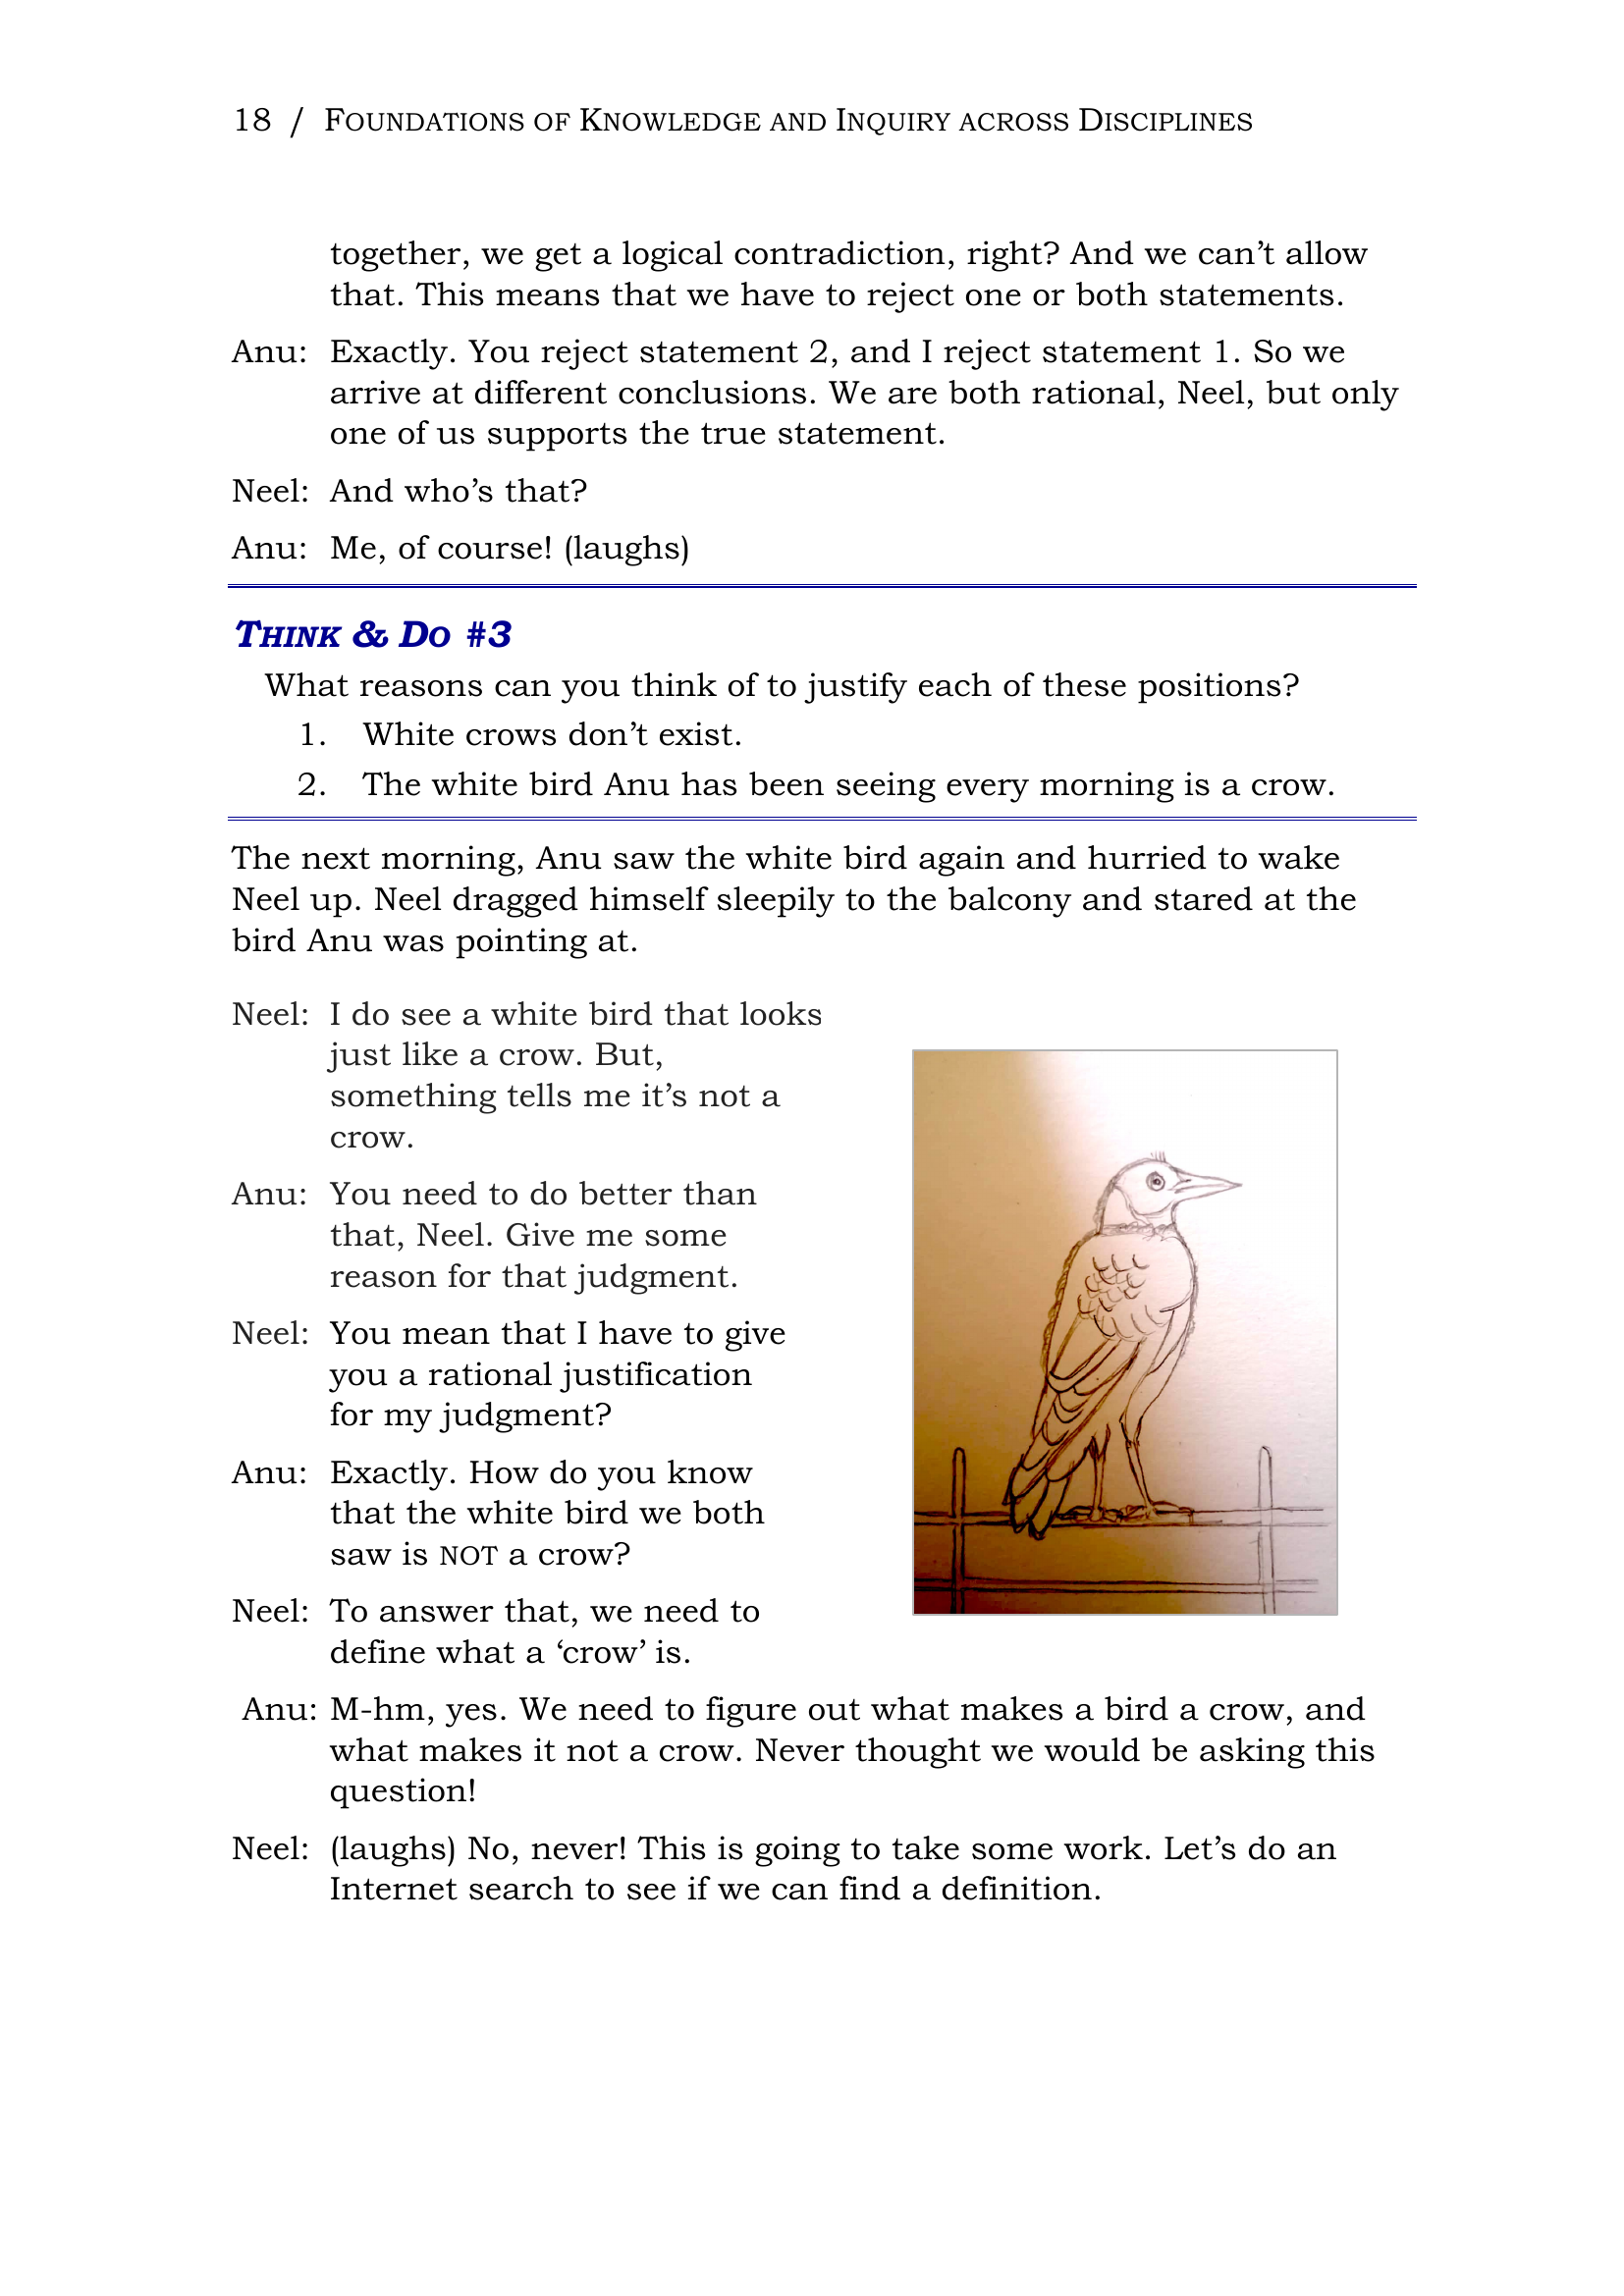 18 / FOUNDATIONS OF KNOWLEDGE AND INQUIRY ACROSS DISCIPLINES
together, we get a logical contradiction, right? And we can’t allow
that. This means that we have to reject one or both statements.
Anu: Exactly. You reject statement 2, and I reject statement 1. So we
arrive at different conclusions. We are both rational, Neel, but only
one of us supports the true statement.
Neel: And who’s that?
Anu: Me, of course! (laughs)
THINK & DO #3
What reasons can you think of to justify each of these positions?
1. White crows don’t exist.
2. The white bird Anu has been seeing every morning is a crow.
The next morning, Anu saw the white bird again and hurried to wake
Neel up. Neel dragged himself sleepily to the balcony and stared at the
bird Anu was pointing at.
Neel: I do see a white bird that looks
just like a crow. But,
something tells me it’s not a
crow.
Anu: You need to do better than
that, Neel. Give me some
reason for that judgment.
Neel: You mean that I have to give
you a rational justification
for my judgment?
Anu: Exactly. How do you know
that the white bird we both
saw is NOT a crow?
Neel: To answer that, we need to
define what a ‘crow’ is.
Anu: M-hm, yes. We need to figure out what makes a bird a crow, and
what makes it not a crow. Never thought we would be asking this
question!
Neel: (laughs) No, never! This is going to take some work. Let’s do an
Internet search to see if we can find a definition.